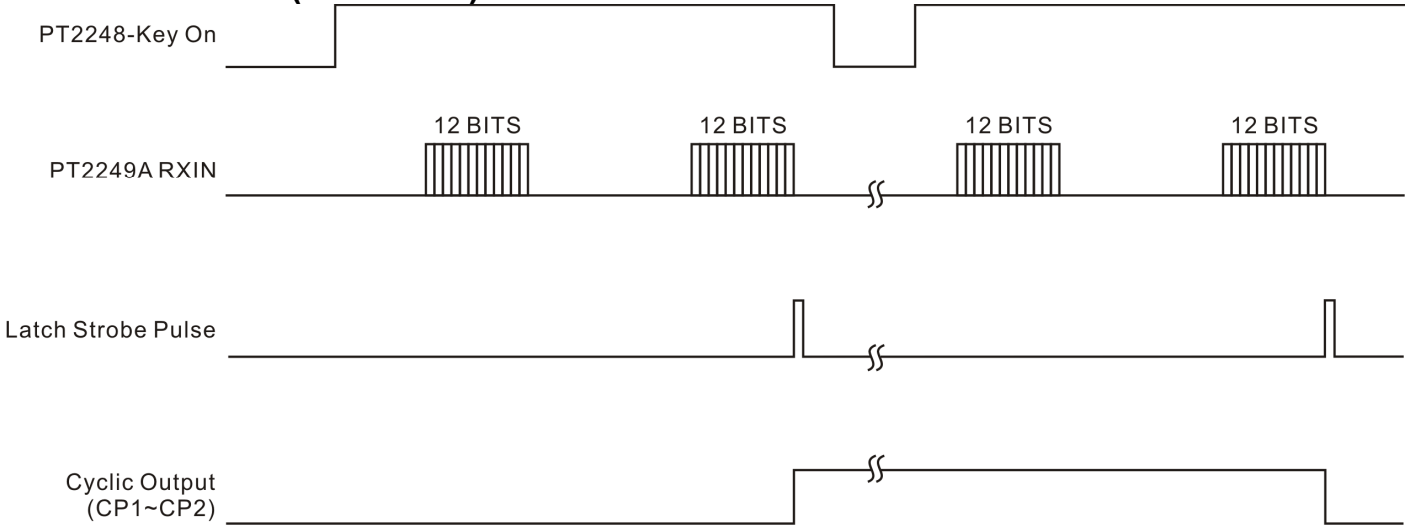 PT2248-Key On
12 BITS 12 BITS 12 BITS 12 BITS
PT2249A RXIN
Latch Strobe Pulse
Cyclic Output
(CP1~CP2)